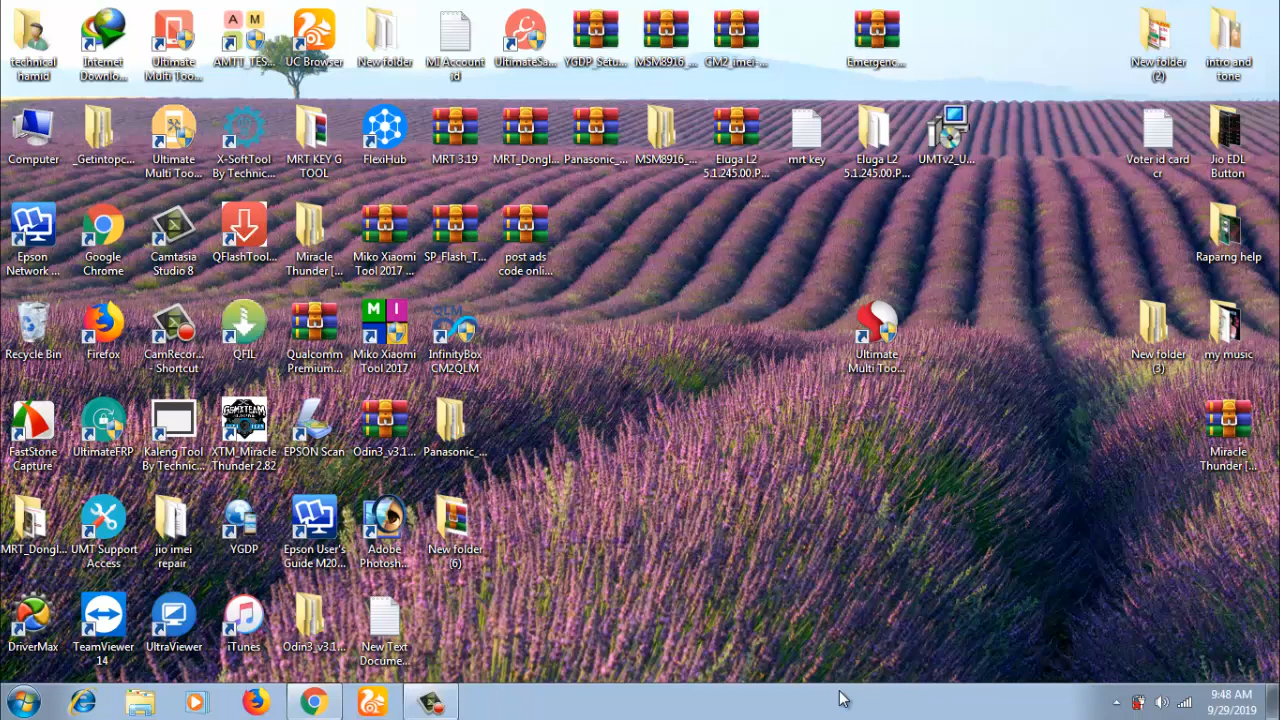 technical
hamid
Internet
Downlo...
Ultimate
Multi Too...
A M
AMTT_TES...
UC Browser
New folder
MI Account
id
UltimateSa...
YGDP_Setu...
MSM8916_...
CM2_imei-...
Emergenc...
New folder
(2)
intro and
tone
Computer
_Getintopc...
Ultimate
Multi Too...
X-SoftTool
By Technic...
MRT KEY G
TOOL
FlexiHub
MRT 3.19
MRT_Dongl...
Panasonic_...
MSM8916_...
Eluga L2
5.1.245.00.P...
mrt key
Eluga L2
5.1.245.00.P...
UMTv2_U...
Voter id card
cr
Jio EDL
Button
Epson
Network ...
Google
Chrome
Camtasia
Studio 8
QFlashTool...
Miracle
Thunder [...
Miko Xiaomi
Tool 2017 ...
SP_Flash_T...
post ads
code onli...
Raparng help
Recycle Bin
Firefox
CamRecor...
- Shortcut
QFIL
Qualcomm
Premium...
M I
Miko Xiaomi
Tool 2017
QLM
InfinityBox
CM2QLM
Ultimate
Multi Too...
New folder
(3)
my music
FastStone
Capture
UltimateFRP
Kaleng Tool
By Technic...
GSMXTEAM
XTM_Miracle
Thunder 2.82
EPSON Scan
Odin3_v3.1...
Panasonic_...
Miracle
Thunder [...
MRT_Dongl...
UMT Support
Access
jio imei
repair
YGDP
Epson User's
Guide M20...
Adobe
Photosh...
New folder
(6)
DriverMax
TeamViewer
14
UltraViewer
iTunes
Odin3_v3.1...
New Text
Docume...
9:48 AM
9/29/2019